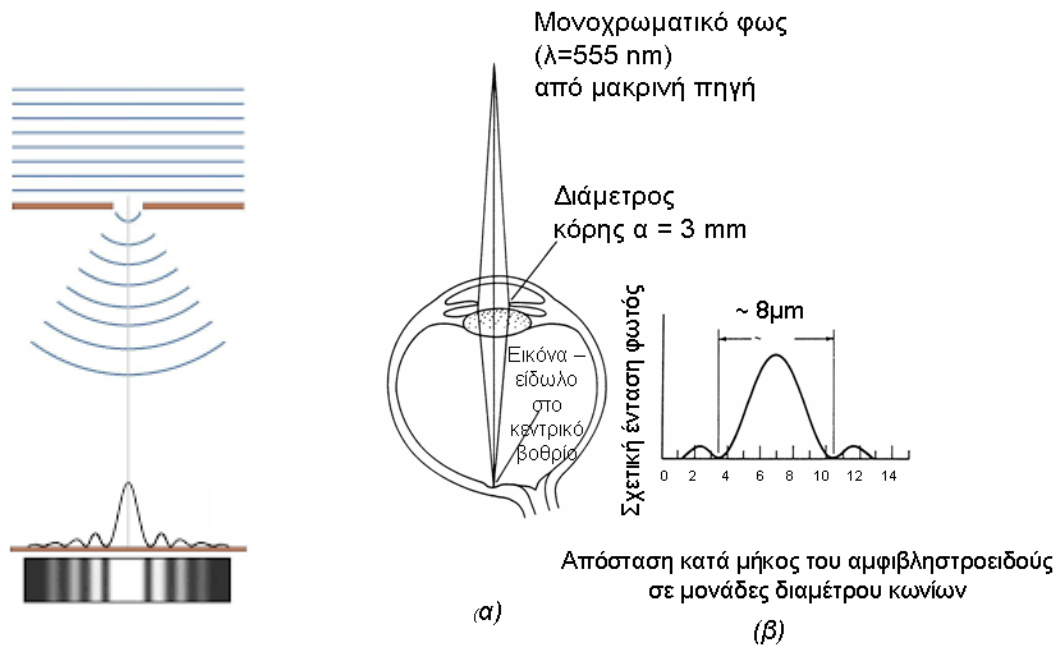 Μονοχρωματικό φως
(λ=555 nm)
από μακρινή πηγή
Διάμετρος
κόρης α = 3 mm
Εικόνα –
είδωλο
στο
κεντρικό
βοθρίο
Σχετική ένταση φωτός
~ 8μm
~
0 2 4 6 8 10 12 14
Απόσταση κατά μήκος του αμφιβληστροειδούς
σε μονάδες διαμέτρου κωνίων
(α)
(β)